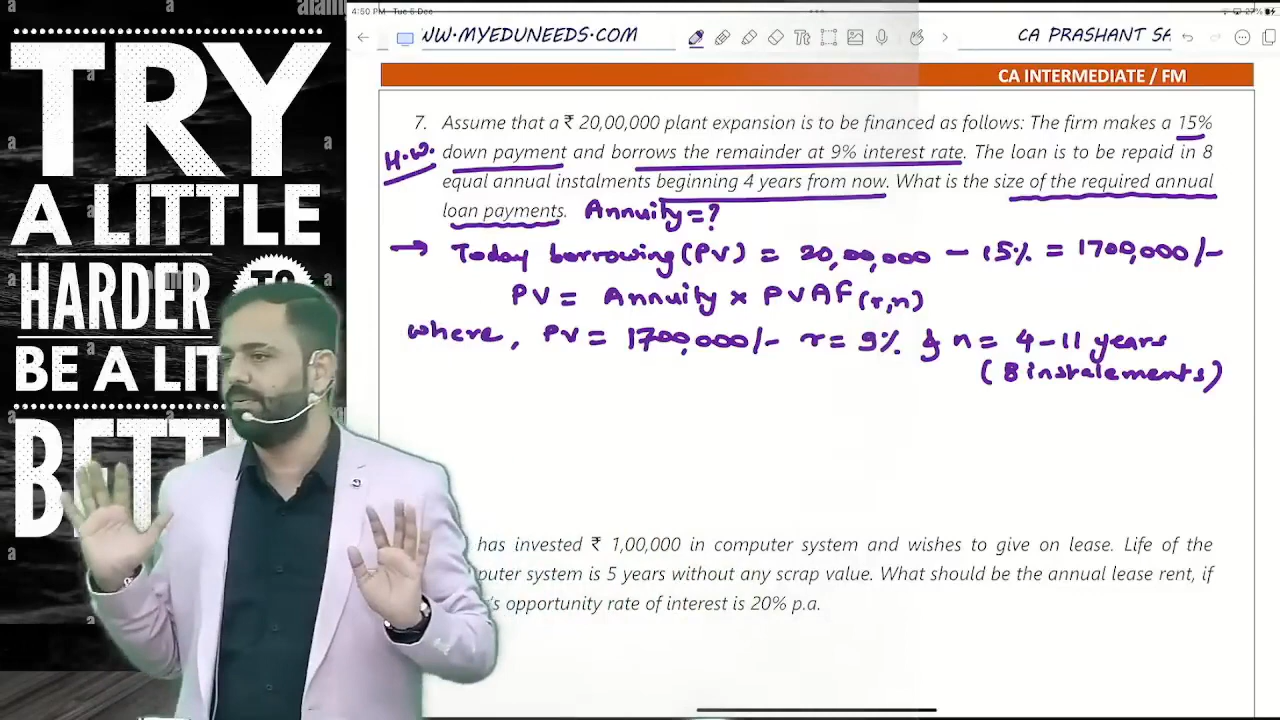 4:50 PM Tue 5 Dec
27%
WW.MYEDUNEEDS.COM
CA PRASHANT SA
CA INTERMEDIATE / FM
TRY
A LITTLE
HARDER TO
BE A LIT
BETT
7. Assume that a ₹ 20,00,000 plant expansion is to be financed as follows: The firm makes a 15%
H.W. down payment and borrows the remainder at 9% interest rate. The loan is to be repaid in 8
equal annual instalments beginning 4 years from now. What is the size of the required annual
loan payments. Annuity = ?
→ Today borrowing (PV) = 20,00,000 - 15% = 1700,000/-
PV = Annuity × PVAF(r,n)
where, PV = 1700,000/- r = 9% & n = 4-11 years
(8 instalements)
has invested ₹ 1,00,000 in computer system and wishes to give on lease. Life of the
puter system is 5 years without any scrap value. What should be the annual lease rent, if
's opportunity rate of interest is 20% p.a.